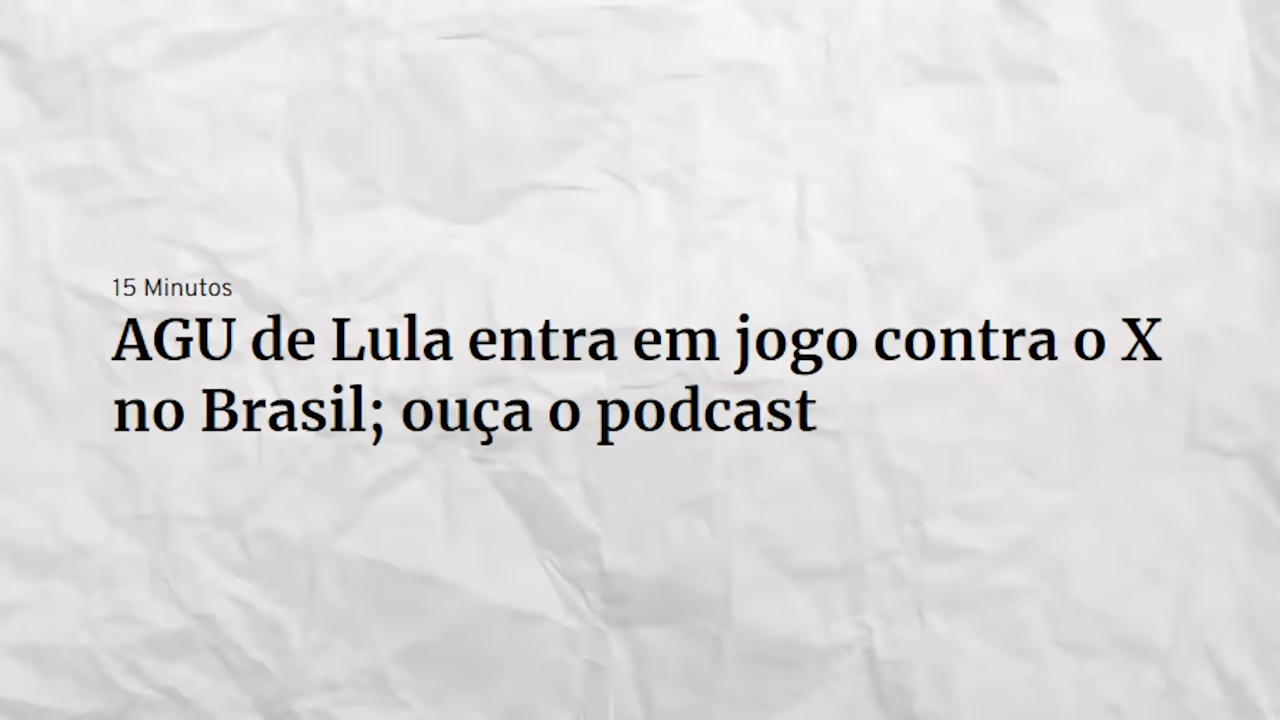 15 Minutos
AGU de Lula entra em jogo contra o X
no Brasil; ouça o podcast